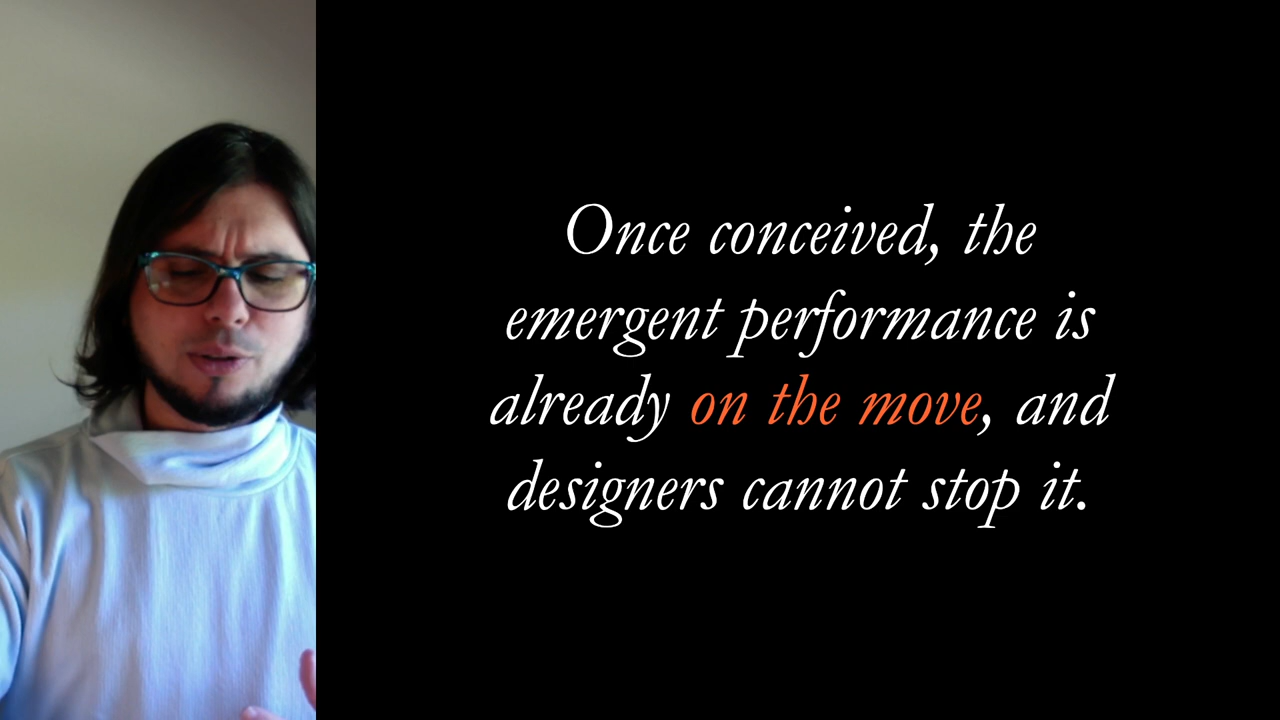 Once conceived, the
emergent performance is
already on the move, and
designers cannot stop it.